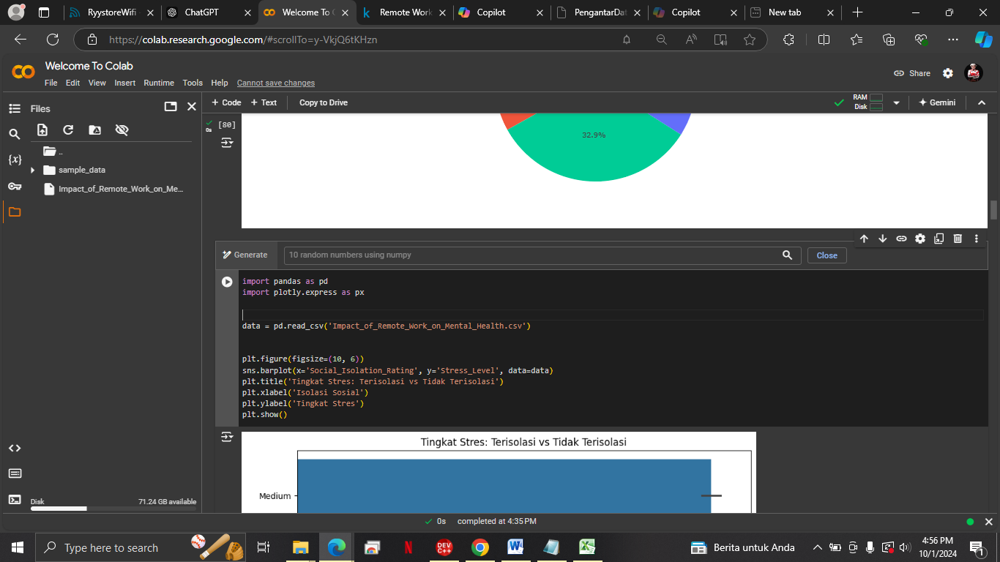 RyystoreWifi
ChatGPT
Welcome To C
Remote Work
Copilot
PengantarDat
Copilot
New tab
https://colab.research.google.com/#scrollTo=y-VkjQ6tKHzn
Welcome To Colab
File Edit View Insert Runtime Tools Help Cannot save changes
Share
Files
+ Code + Text Copy to Drive
RAM
Disk
Gemini
..
sample_data
Impact_of_Remote_Work_on_Me...
{x}
0s
[80]
32.9%
Generate
10 random numbers using numpy
Close
import pandas as pd
import plotly.express as px
data = pd.read_csv('Impact_of_Remote_Work_on_Mental_Health.csv')
plt.figure(figsize=(10, 6))
sns.barplot(x='Social_Isolation_Rating', y='Stress_Level', data=data)
plt.title('Tingkat Stres: Terisolasi vs Tidak Terisolasi')
plt.xlabel('Isolasi Sosial')
plt.ylabel('Tingkat Stres')
plt.show()
Tingkat Stres: Terisolasi vs Tidak Terisolasi
Medium
Disk
71.24 GB available
0s completed at 4:35 PM
Type here to search
DEV
C++
Berita untuk Anda
4:56 PM
10/1/2024
1